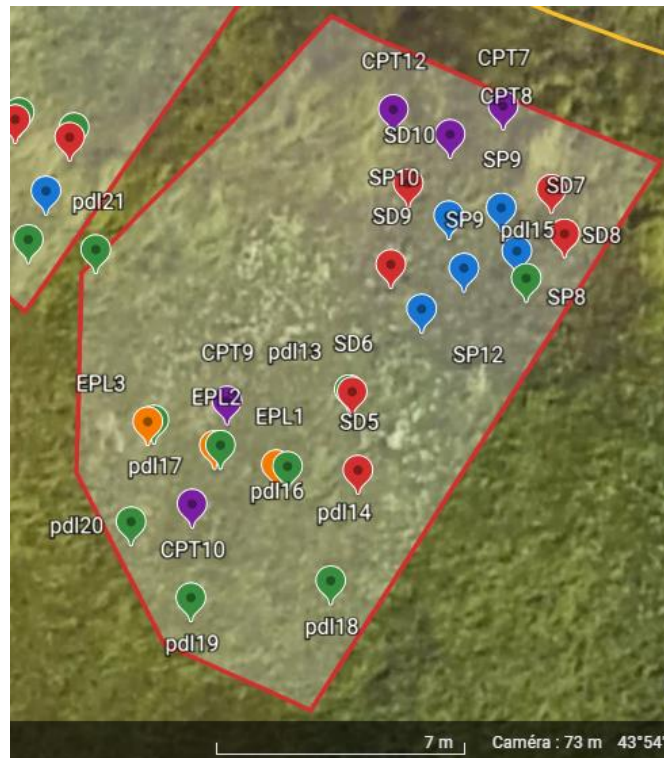 CPT7
CPT12
CPT8
SD10
SP9
SP10
SD7
pdl21
SD9
SP9
pdl15
SD8
SP8
SD6
CPT9
pdl13
SP12
EPL3
EPL2
EPL1
SD5
pdl17
pdl16
pdl14
pdl20
CPT10
pdl18
pdl19
7 m
Caméra : 73 m 43°54'